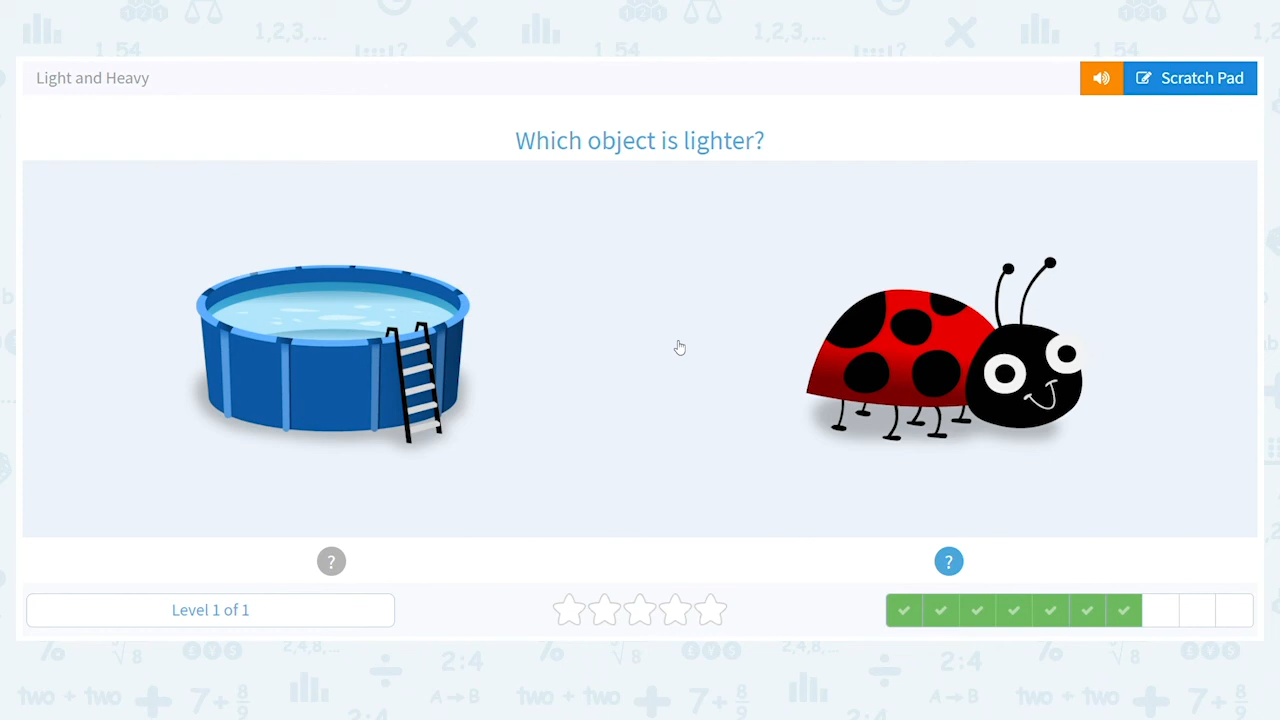 Light and Heavy
Scratch Pad
Which object is lighter?
?
?
Level 1 of 1